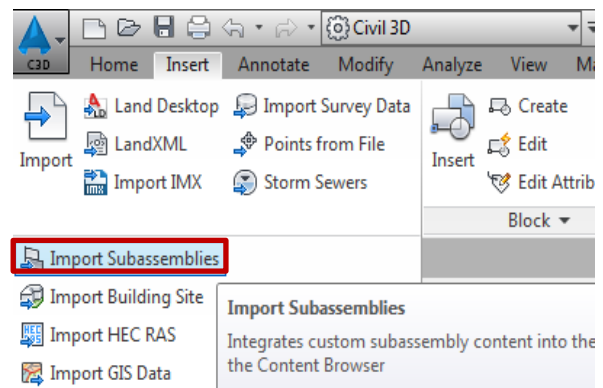 Civil 3D
C3D Home Insert Annotate Modify Analyze View
Import
Land Desktop
LandXML
Import IMX
Import Survey Data
Points from File
Storm Sewers
Insert
Create
Edit
Edit Attrib
Block
Import Subassemblies
Import Building Site
Import HEC RAS
Import GIS Data
Import Subassemblies
Integrates custom subassembly content into the
the Content Browser